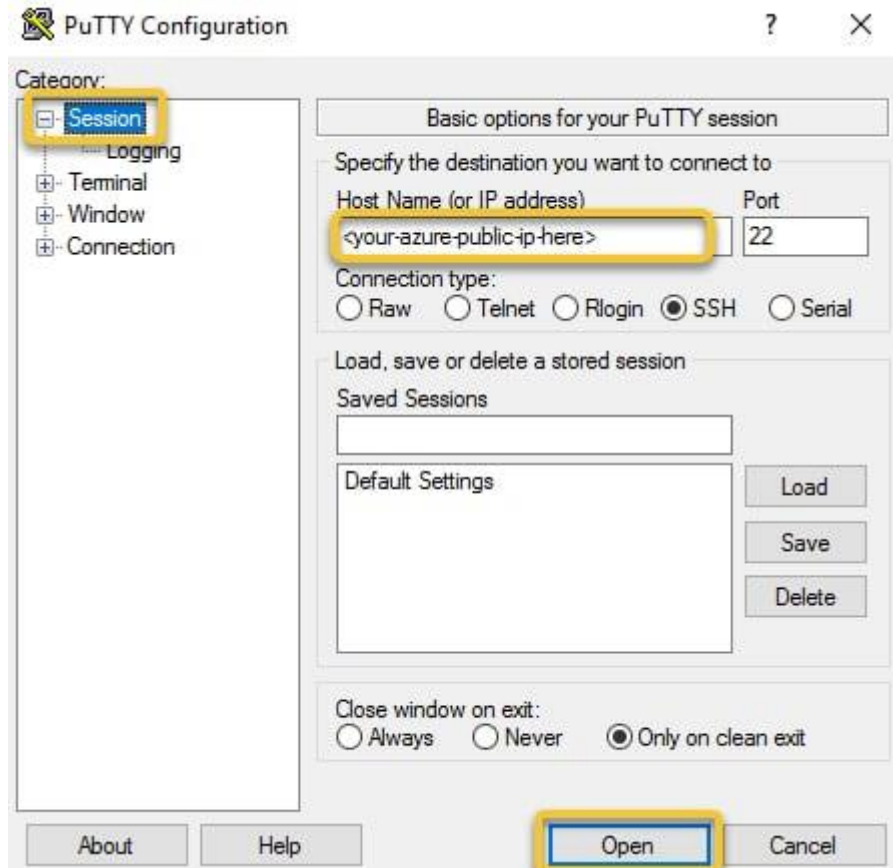 PuTTY Configuration
?
Category:
Session
Logging
Terminal
Window
Connection
Basic options for your PuTTY session
Specify the destination you want to connect to
Host Name (or IP address) Port
<your-azure-public-ip-here> 22
Connection type:
Raw Telnet Rlogin SSH Serial
Load, save or delete a stored session
Saved Sessions
Default Settings
Load
Save
Delete
Close window on exit:
Always Never Only on clean exit
About Help Open Cancel